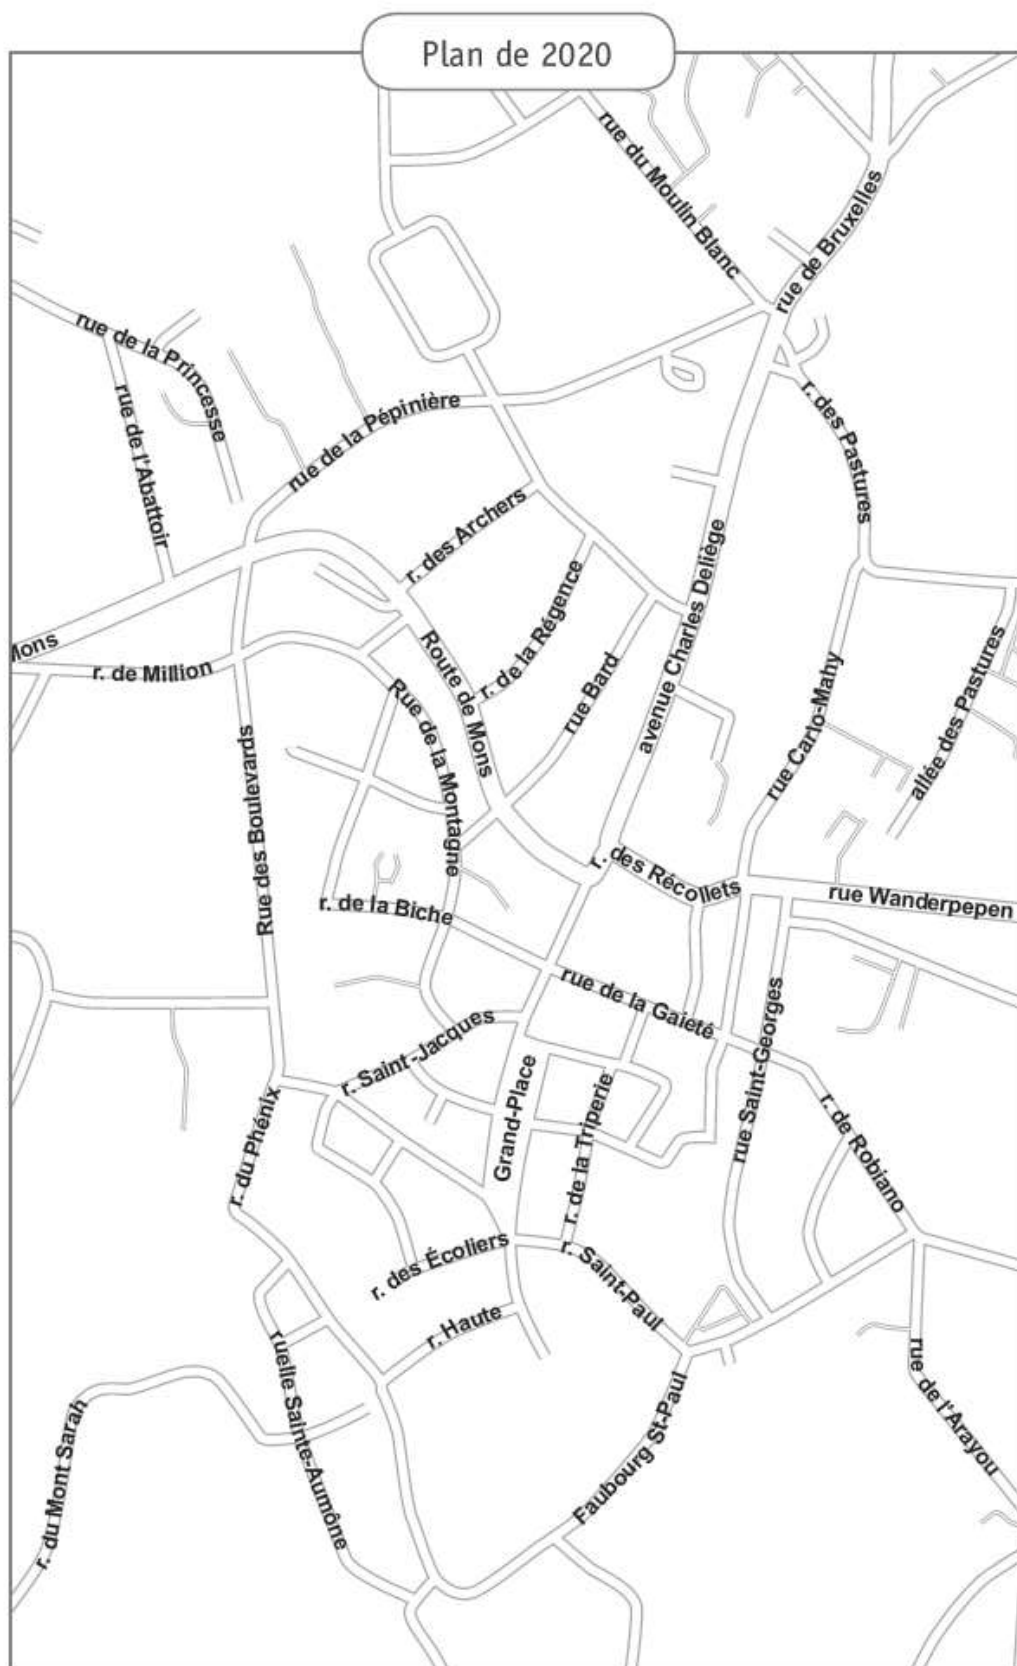 Plan de 2020
rue du Moulin Blanc
rue de Bruxelles
rue de la Princesse
rue de l'Abattoir
rue de la Pépinière
r. des Pastures
r. des Archers
r. de la Régence
avenue Charles Deliège
Mons
r. de Million
Route de Mons
rue Bard
Rue de la Montagne
rue Carlo-Mahy
allée des Pastures
Rue des Boulevards
r. des Récollets
rue Wanderpepen
r. de la Biche
rue de la Gaieté
r. Saint-Jacques
rue Saint-Georges
Grand-Place
r. de la Triperie
r. du Phénix
r. de Robiano
r. des Écoliers
r. Saint-Paul
r. Haute
ruelle Sainte-Aumône
rue de l'Arayou
r. du Mont Sarah
Faubourg St-Paul